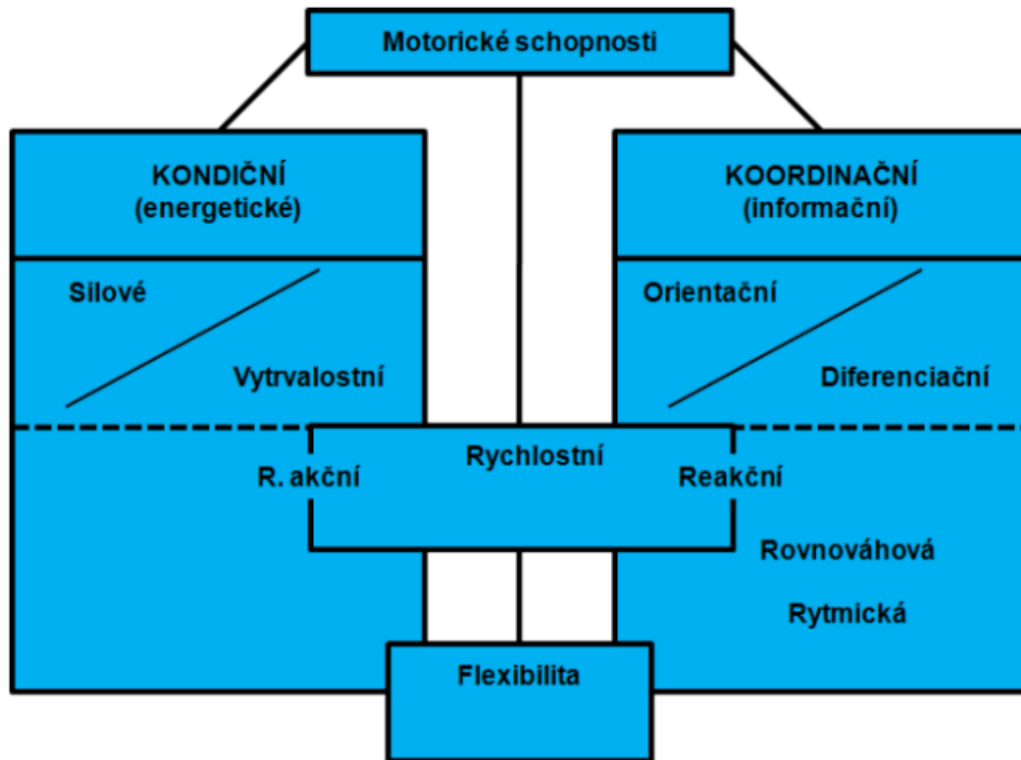 Motorické schopnosti
KONDIČNÍ
(energetické)
KOORDINAČNÍ
(informační)
Silové
Vytrvalostní
Orientační
Diferenciační
Rychlostní
R. akční
Reakční
Rovnováhová
Rytmická
Flexibilita